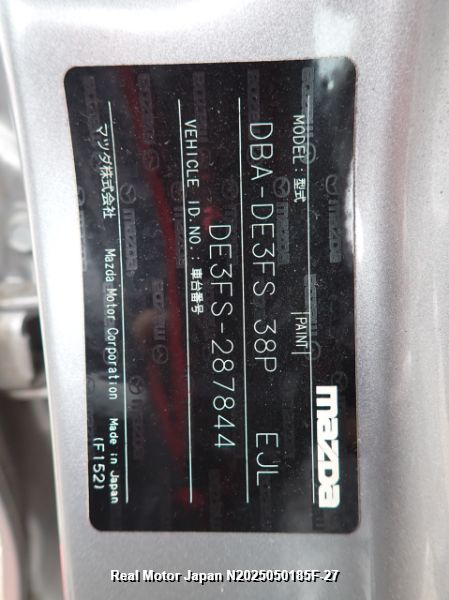 mazda
MODEL: 型式 |PAINT|
DBA-DE3FS 38P EJL
VEHICLE ID.NO.: 車台番号
DE3FS-287844
マツダ株式会社 Mazda Motor Corporation Made in Japan
(F152)
Real Motor Japan N2025050185F-27